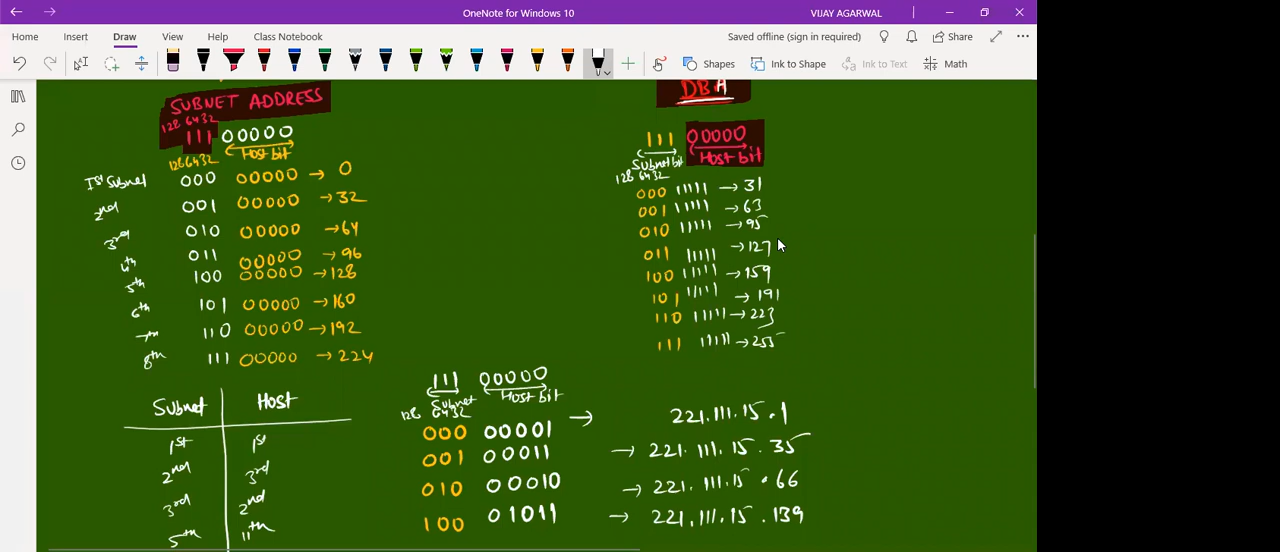 OneNote for Windows 10
VIJAY AGARWAL
Home Insert Draw View Help Class Notebook
Saved offline (sign in required) Share
Shapes Ink to Shape Ink to Text Math
SUBNET ADDRESS
128 64 32
111 00000
Host bit
128 64 32
Ist Subnet 000 00000 → 0
2nd 001 00000 → 32
3rd 010 00000 → 64
4th 011 00000 → 96
5th 100 00000 → 128
6th 101 00000 → 160
7th 110 00000 → 192
8th 111 00000 → 224
DBA
111 00000
Subnet bit Host bit
128 64 32
000 11111 → 31
001 11111 → 63
010 11111 → 95
011 11111 → 127
100 11111 → 159
101 11111 → 191
110 11111 → 223
111 11111 → 255
Subnet Host
1st 1st
2nd 3rd
3rd 2nd
5th 11th
111 00000
Subnet Host bit
128 64 32
000 00001 → 221.111.15.1
001 00011 → 221.111.15.35
010 00010 → 221.111.15.66
100 01011 → 221.111.15.139